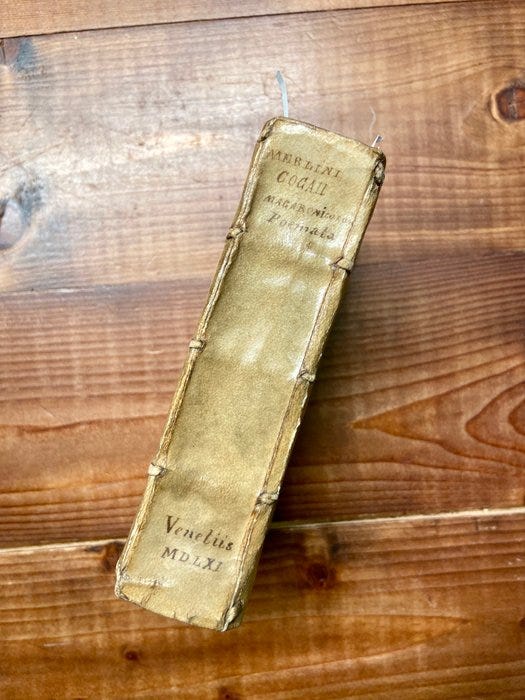 MERLINI
COCAII
MACARONICORUM
Poemata
Venetiis
MDLXI